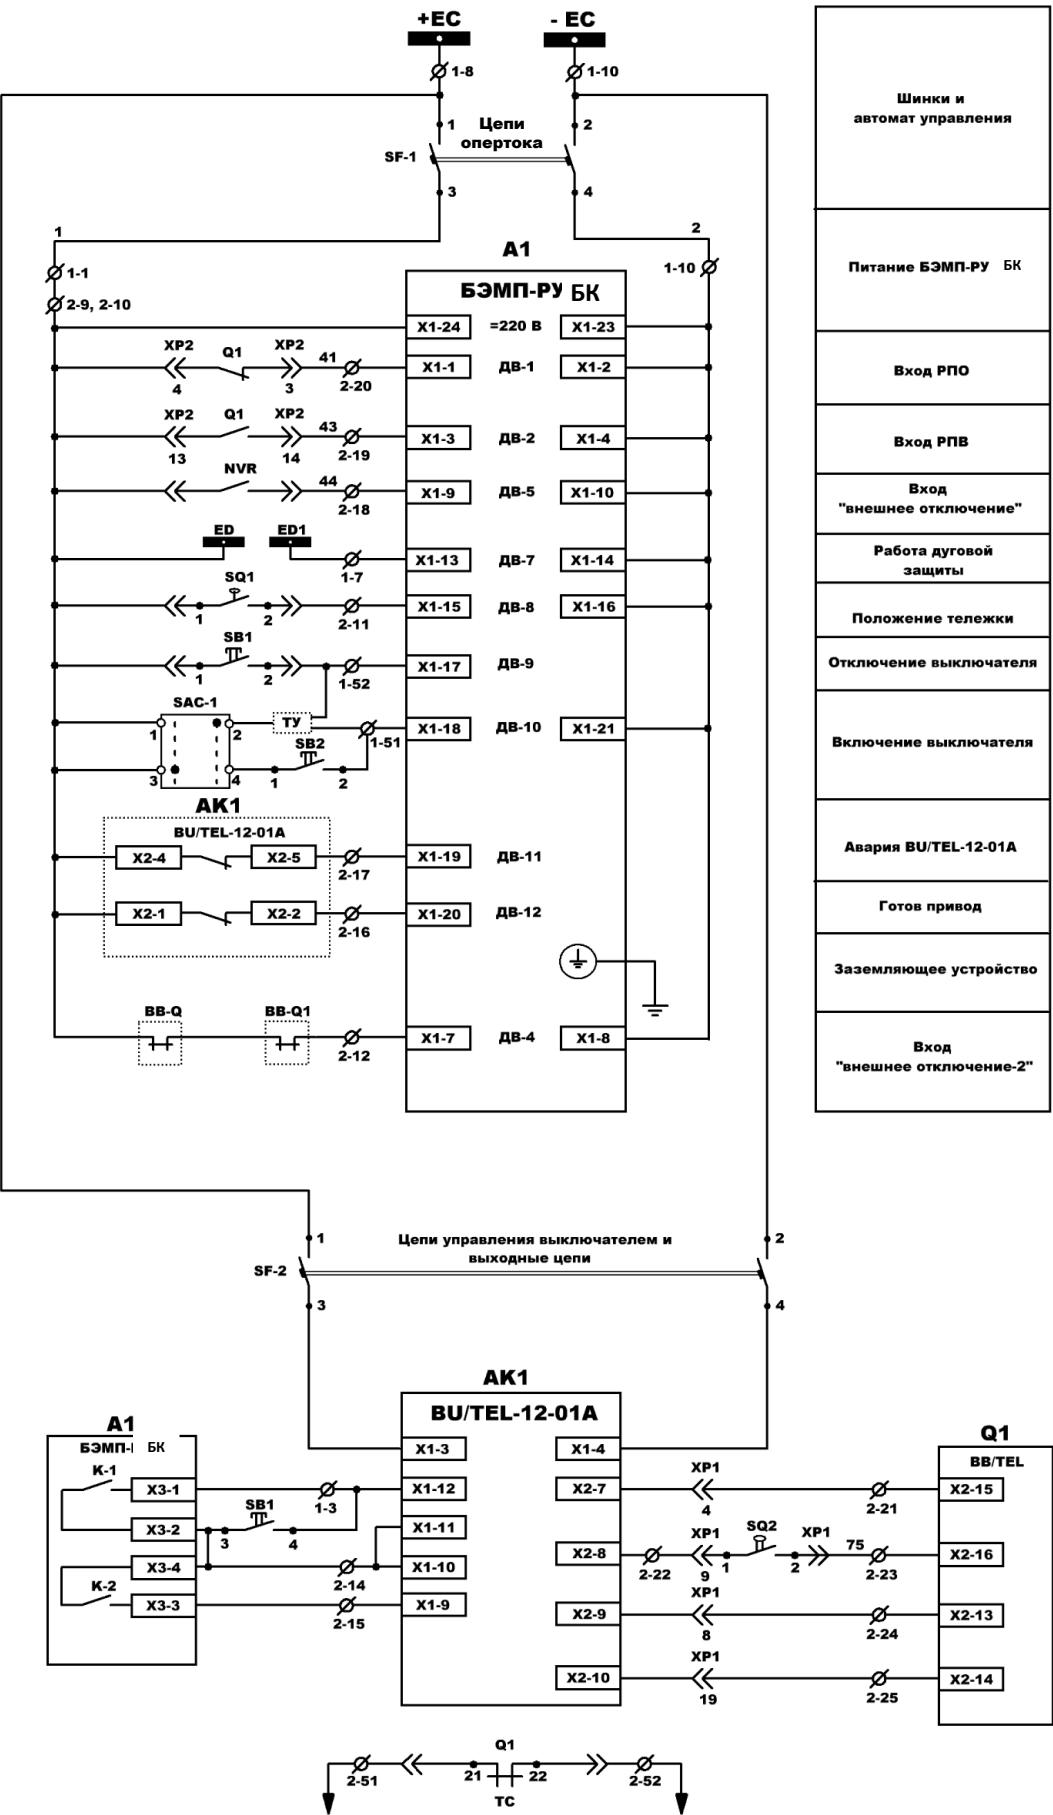 +EC
- EC
1-8
1-10
1
Цепи
опертока
2
SF-1
3
4
1
2
1-1
1-10
2-9, 2-10
A1
БЭМП-РУ БК
X1-24
=220 В
X1-23
XP2
Q1
XP2
41
4
3
2-20
X1-1
ДВ-1
X1-2
XP2
Q1
XP2
43
13
14
2-19
X1-3
ДВ-2
X1-4
NVR
44
2-18
X1-9
ДВ-5
X1-10
ED
ED1
1-7
X1-13
ДВ-7
X1-14
SQ1
1
2
2-11
X1-15
ДВ-8
X1-16
SB1
1
2
1-52
X1-17
ДВ-9
SAC-1
1
2
ТУ
1-51
X1-18
ДВ-10
X1-21
SB2
3
4
1
2
AK1
BU/TEL-12-01A
X2-4
X2-5
2-17
X1-19
ДВ-11
X2-1
X2-2
2-16
X1-20
ДВ-12
BB-Q
BB-Q1
2-12
X1-7
ДВ-4
X1-8
Шинки и
автомат управления
Питание БЭМП-РУ БК
Вход РПО
Вход РПВ
Вход
"внешнее отключение"
Работа дуговой
защиты
Положение тележки
Отключение выключателя
Включение выключателя
Авария BU/TEL-12-01A
Готов привод
Заземляющее устройство
Вход
"внешнее отключение-2"
1
Цепи управления выключателем и
выходные цепи
2
SF-2
3
4
A1
БЭМП- БК
K-1
X3-1
X3-2
X3-4
K-2
X3-3
1-3
SB1
3
4
2-14
2-15
AK1
BU/TEL-12-01A
X1-3
X1-4
X1-12
X2-7
X1-11
X2-8
X1-10
X1-9
X2-9
X2-10
XP1
4
2-21
2-22
XP1
9
1
SQ2
2
XP1
75
2-23
XP1
8
2-24
XP1
19
2-25
Q1
BB/TEL
X2-15
X2-16
X2-13
X2-14
Q1
2-51
21
22
2-52
TC